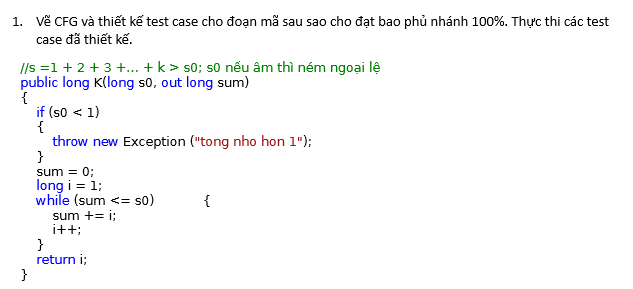 1. Vẽ CFG và thiết kế test case cho đoạn mã sau sao cho đạt bao phủ nhánh 100%. Thực thi các test
case đã thiết kế.
//s =1 + 2 + 3 +... + k > s0; s0 nếu âm thì ném ngoại lệ
public long K(long s0, out long sum)
{
if (s0 < 1)
{
throw new Exception ("tong nho hon 1");
}
sum = 0;
long i = 1;
while (sum <= s0) {
sum += i;
i++;
}
return i;
}